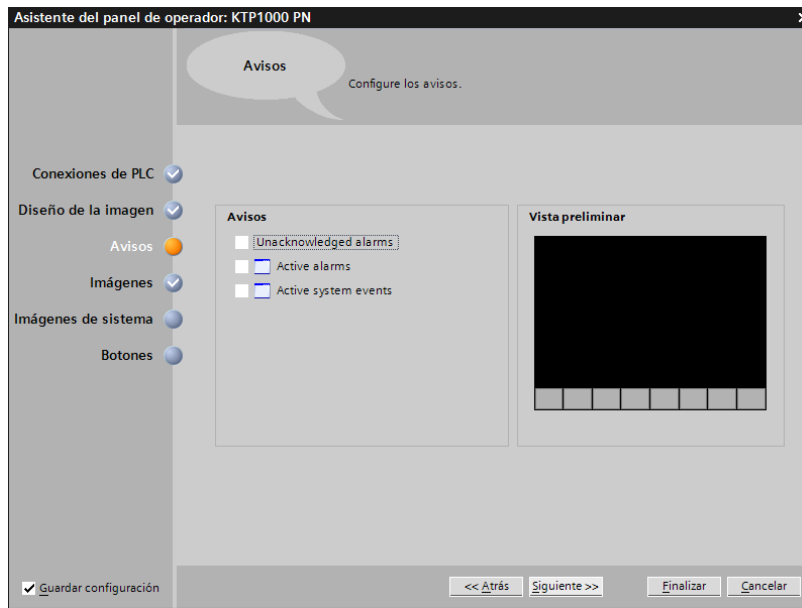 Asistente del panel de operador: KTP1000 PN
Avisos
Configure los avisos.
Conexiones de PLC
Diseño de la imagen
Avisos
Imágenes
Imágenes de sistema
Botones
Avisos
Unacknowledged alarms
Active alarms
Active system events
Vista preliminar
Guardar configuración
<< Atrás
Siguiente >>
Finalizar
Cancelar